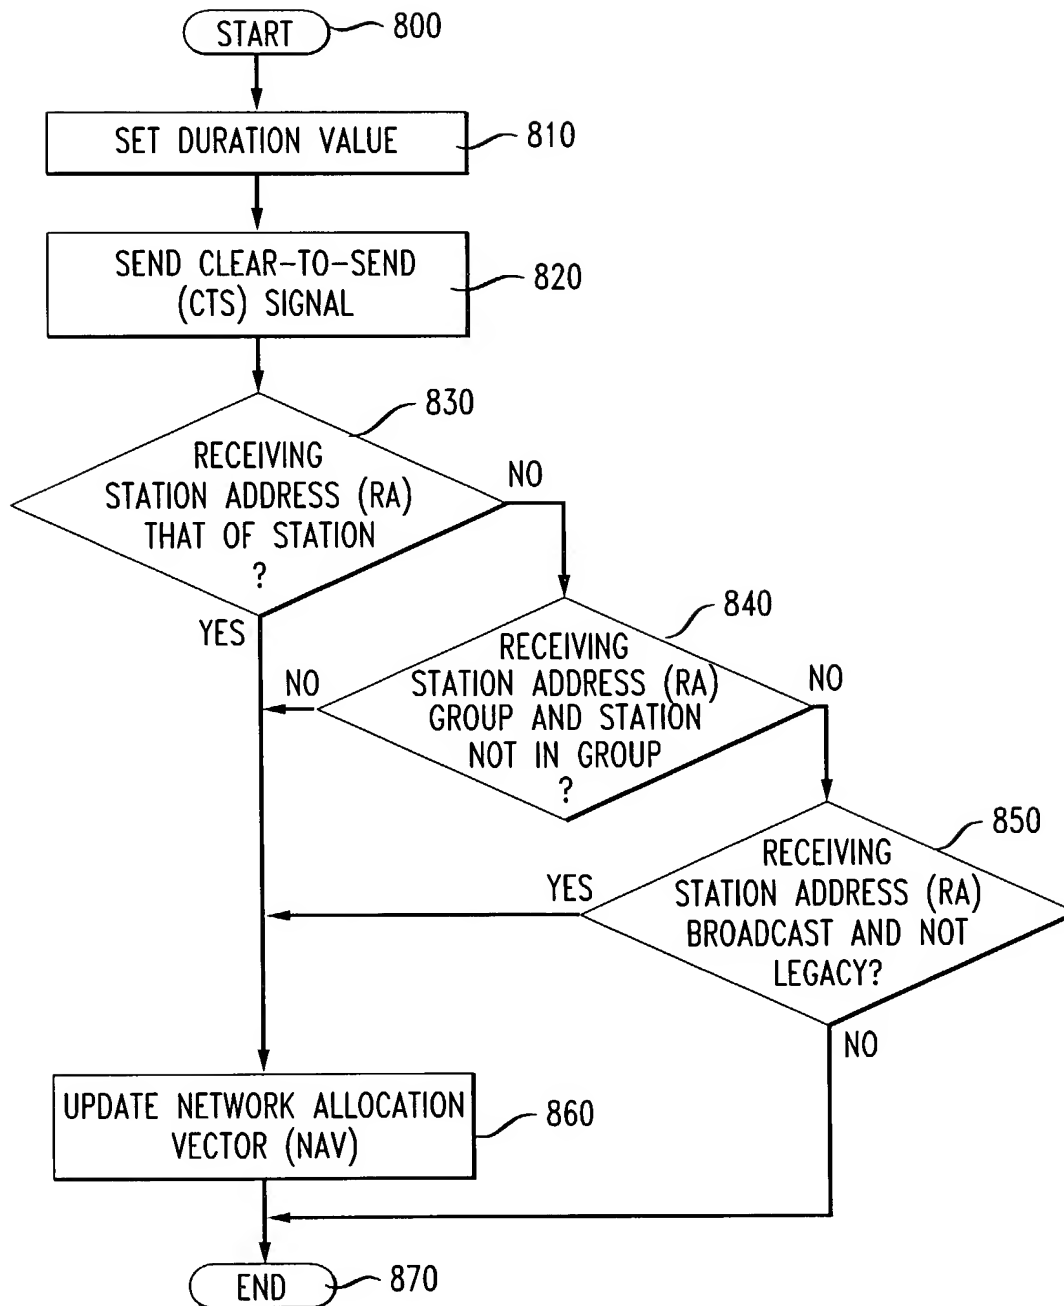 START
800
SET DURATION VALUE
810
SEND CLEAR-TO-SEND
(CTS) SIGNAL
820
830
RECEIVING
STATION ADDRESS (RA)
THAT OF STATION
?
NO
YES
840
RECEIVING
STATION ADDRESS (RA)
GROUP AND STATION
NOT IN GROUP
?
NO
NO
850
RECEIVING
STATION ADDRESS (RA)
BROADCAST AND NOT
LEGACY?
YES
NO
UPDATE NETWORK ALLOCATION
VECTOR (NAV)
860
END
870